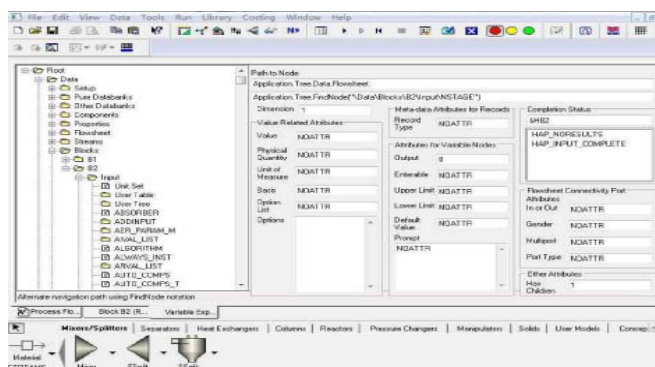 File Edit View Data Tools Run Library Costing Window Help
Root
Data
Setup
Pure Databanks
Other Databanks
Components
Properties
Flowsheet
Streams
Blocks
B1
B2
Input
Unit Set
User Table
User Tree
ABSORBER
ADDINPUT
AER_PARAM_M
AIVAL_LIST
ALGORITHM
ALWAYS_INST
ARVAL_LIST
AUTO_COMPS
AUTO_COMPS_T
Path to Node
Application.Tree.Data.Flowsheet.
Application.Tree.FindNode("\Data\Blocks\B2\Input\NSTAGE")
Dimension 1
Value Related Attributes
Value NOATTR
Physical Quantity NOATTR
Unit of Measure NOATTR
Basis NOATTR
Option List NOATTR
Options
Meta-data Attributes for Records
Record Type NOATTR
Attributes for Variable Nodes
Output 0
Enterable NOATTR
Upper Limit NOATTR
Lower Limit NOATTR
Default Value NOATTR
Prompt
NOATTR
Completion Status
HAP_NORESULTS
HAP_INPUT_COMPLETE
Flowsheet Connectivity Port Attributes
In or Out NOATTR
Gender NOATTR
Multiport NOATTR
Port Type NOATTR
Other Attributes
Has Children 1
Alternate navigation path using FindNode notation
Process Flo... Block B2 (R... Variable Exp...
Mixers/Splitters Separators Heat Exchangers Columns Reactors Pressure Changers Manipulators Solids User Models Concep
Material
STREAMS Mixer FSplit SSplit